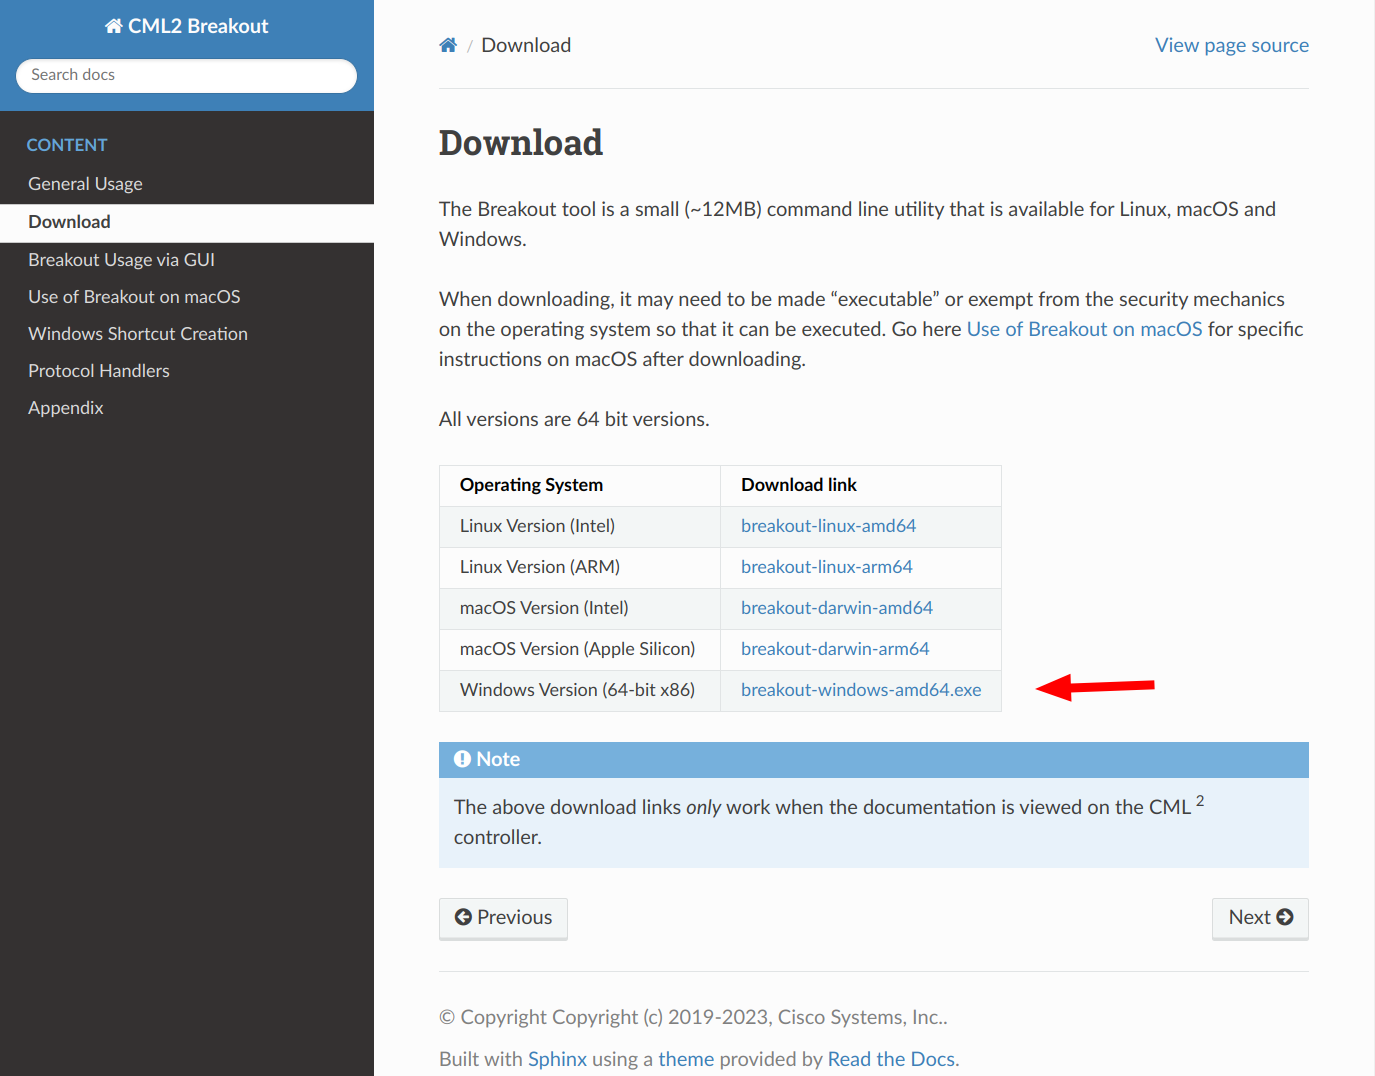 CML2 Breakout
Search docs
CONTENT
General Usage
Download
Breakout Usage via GUI
Use of Breakout on macOS
Windows Shortcut Creation
Protocol Handlers
Appendix
/ Download
View page source
Download
The Breakout tool is a small (~12MB) command line utility that is available for Linux, macOS and
Windows.
When downloading, it may need to be made “executable” or exempt from the security mechanics
on the operating system so that it can be executed. Go here Use of Breakout on macOS for specific
instructions on macOS after downloading.
All versions are 64 bit versions.
Operating System Download link
Linux Version (Intel) breakout-linux-amd64
Linux Version (ARM) breakout-linux-arm64
macOS Version (Intel) breakout-darwin-amd64
macOS Version (Apple Silicon) breakout-darwin-arm64
Windows Version (64-bit x86) breakout-windows-amd64.exe
Note
The above download links only work when the documentation is viewed on the CML 2
controller.
Previous
Next
© Copyright Copyright (c) 2019-2023, Cisco Systems, Inc..
Built with Sphinx using a theme provided by Read the Docs.